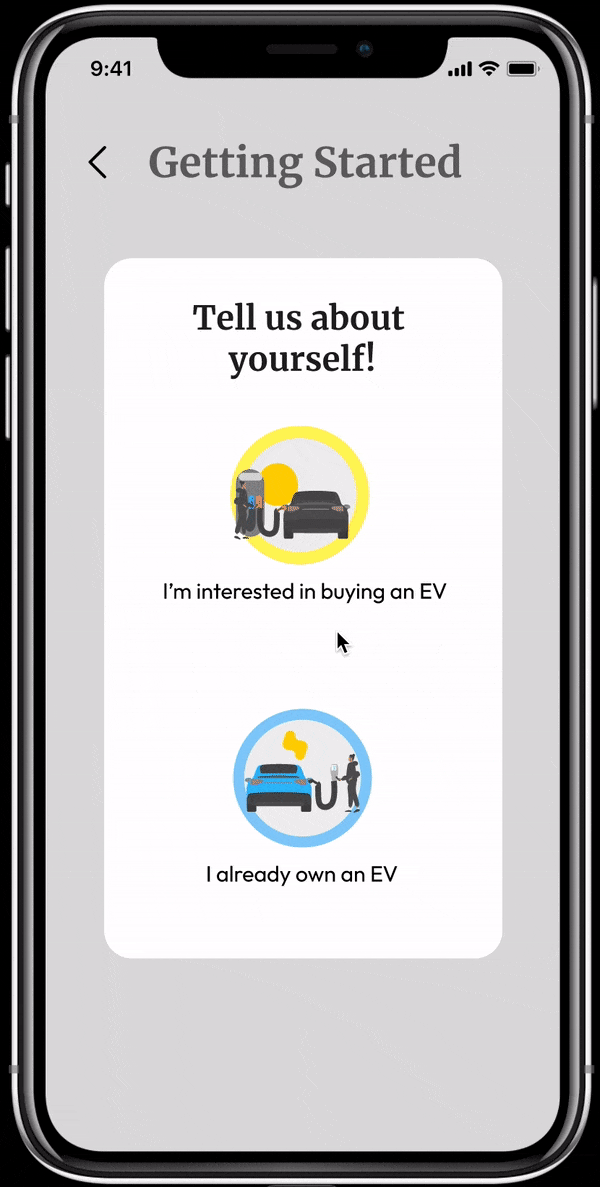 9:41
Getting Started
Tell us about
yourself!
I’m interested in buying an EV
I already own an EV